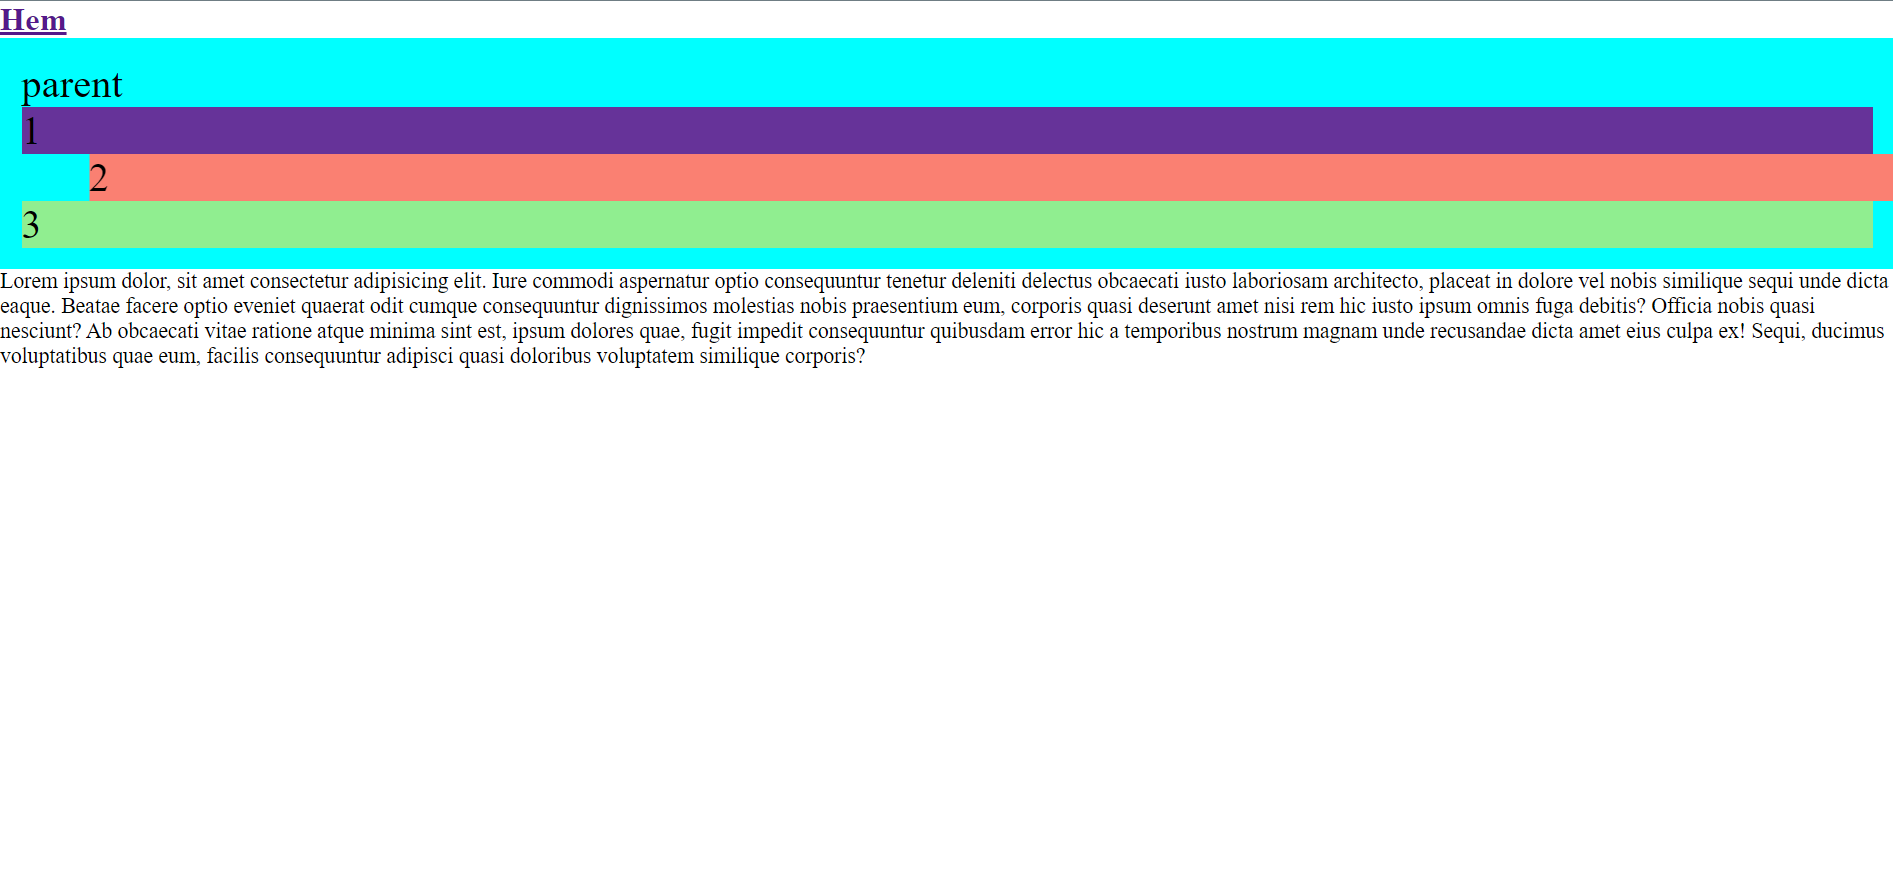 Hem
parent
1
2
3
Lorem ipsum dolor, sit amet consectetur adipisicing elit. Iure commodi aspernatur optio consequuntur tenetur deleniti delectus obcaecati iusto laboriosam architecto, placeat in dolore vel nobis similique sequi unde dicta
eaque. Beatae facere optio eveniet quaerat odit cumque consequuntur dignissimos molestias nobis praesentium eum, corporis quasi deserunt amet nisi rem hic iusto ipsum omnis fuga debitis? Officia nobis quasi
nesciunt? Ab obcaecati vitae ratione atque minima sint est, ipsum dolores quae, fugit impedit consequuntur quibusdam error hic a temporibus nostrum magnam unde recusandae dicta amet eius culpa ex! Sequi, ducimus
voluptatibus quae eum, facilis consequuntur adipisci quasi doloribus voluptatem similique corporis?